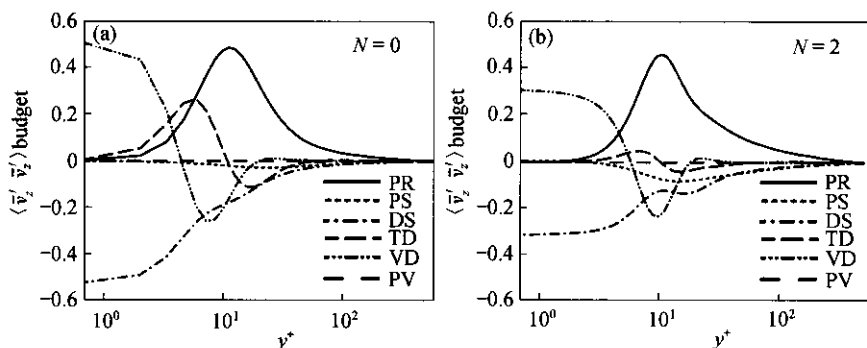 (a)
N = 0
⟨v̄′z v̄′z⟩ budget
0.6
0.4
0.2
0
−0.2
−0.4
−0.6
PR
PS
DS
TD
VD
PV
10⁰
10¹
10²
y⁺
(b)
N = 2
⟨v̄′z v̄′z⟩ budget
0.6
0.4
0.2
0
−0.2
−0.4
−0.6
PR
PS
DS
TD
VD
PV
10⁰
10¹
10²
y⁺